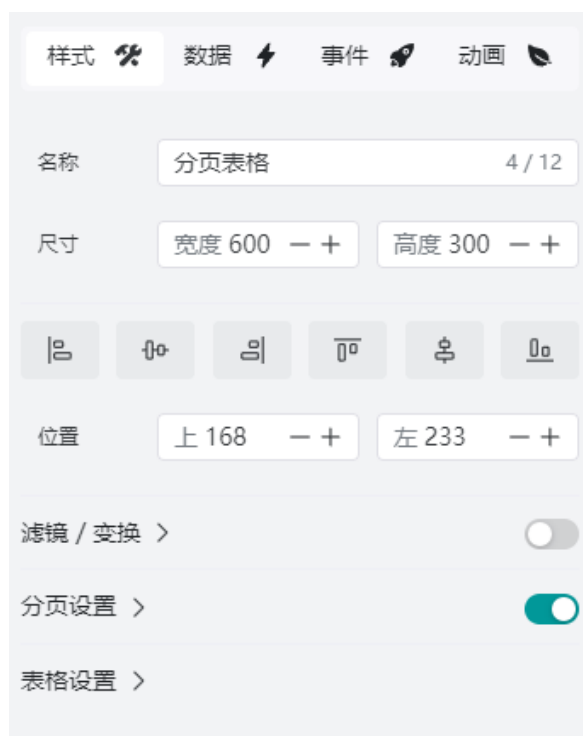 样式 数据 事件 动画
名称 分页表格 4 / 12
尺寸 宽度 600 — + 高度 300 — +
位置 上 168 — + 左 233 — +
滤镜 / 变换 >
分页设置 >
表格设置 >